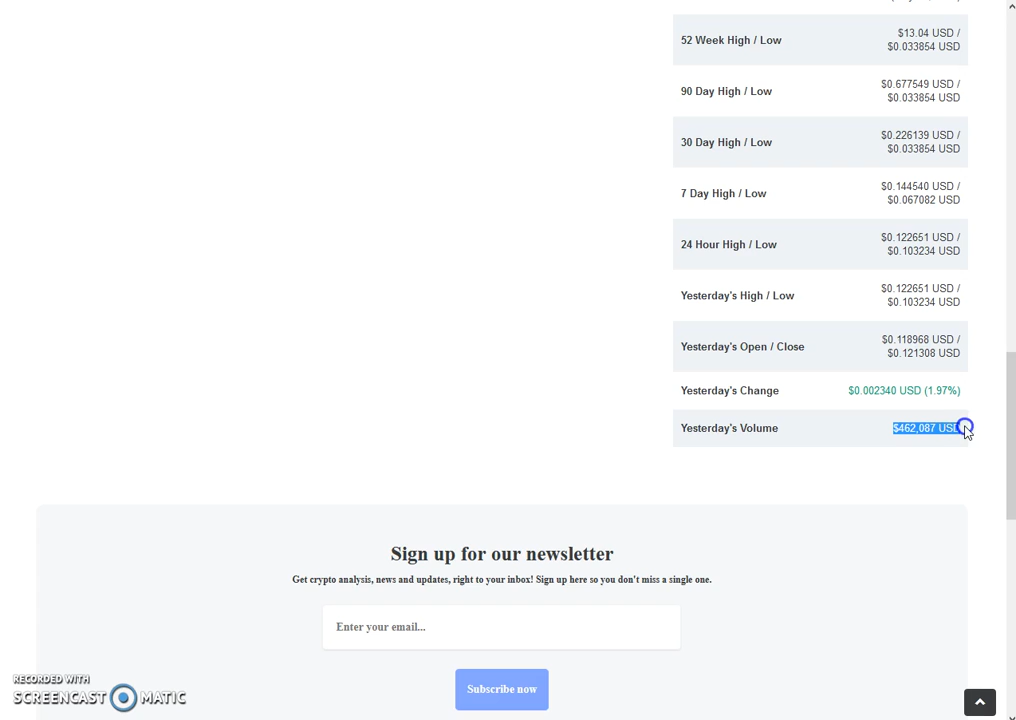 52 Week High / Low
$13.04 USD /
$0.033854 USD
90 Day High / Low
$0.677549 USD /
$0.033854 USD
30 Day High / Low
$0.226139 USD /
$0.033854 USD
7 Day High / Low
$0.144540 USD /
$0.067082 USD
24 Hour High / Low
$0.122651 USD /
$0.103234 USD
Yesterday's High / Low
$0.122651 USD /
$0.103234 USD
Yesterday's Open / Close
$0.118968 USD /
$0.121308 USD
Yesterday's Change
$0.002340 USD (1.97%)
Yesterday's Volume
$462,087 USD
Sign up for our newsletter
Get crypto analysis, news and updates, right to your inbox! Sign up here so you don't miss a single one.
Enter your email...
Subscribe now
RECORDED WITH
SCREENCAST MATIC